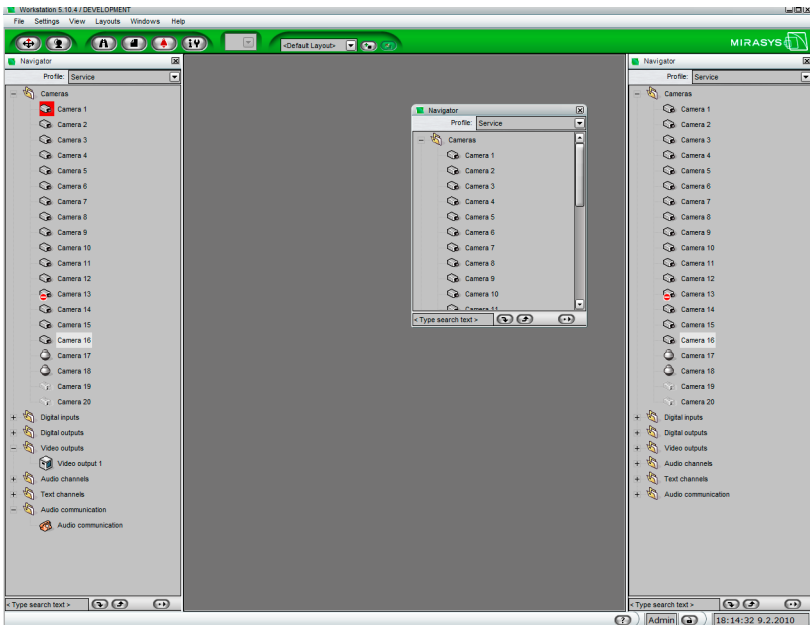 Workstation 5.10.4 / DEVELOPMENT
File Settings View Layouts Windows Help
<Default Layout>
MIRASYS
Navigator
Profile: Service
Cameras
Camera 1
Camera 2
Camera 3
Camera 4
Camera 5
Camera 6
Camera 7
Camera 8
Camera 9
Camera 10
Camera 11
Camera 12
Camera 13
Camera 14
Camera 15
Camera 16
Camera 17
Camera 18
Camera 19
Camera 20
Digital inputs
Digital outputs
Video outputs
Video output 1
Audio channels
Text channels
Audio communication
Audio communication
< Type search text >
Navigator
Profile: Service
Cameras
Camera 1
Camera 2
Camera 3
Camera 4
Camera 5
Camera 6
Camera 7
Camera 8
Camera 9
Camera 10
Camera 11
< Type search text >
Navigator
Profile: Service
Cameras
Camera 1
Camera 2
Camera 3
Camera 4
Camera 5
Camera 6
Camera 7
Camera 8
Camera 9
Camera 10
Camera 11
Camera 12
Camera 13
Camera 14
Camera 15
Camera 16
Camera 17
Camera 18
Camera 19
Camera 20
Digital inputs
Digital outputs
Video outputs
Audio channels
Text channels
Audio communication
< Type search text >
Admin 18:14:32 9.2.2010